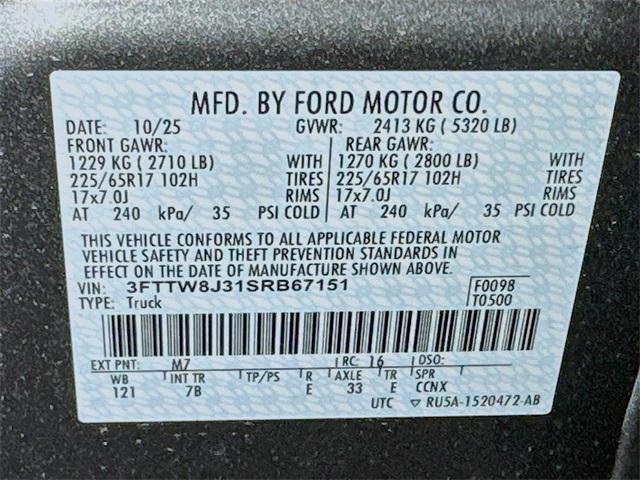 MFD. BY FORD MOTOR CO.
DATE: 10/25 GVWR: 2413 KG ( 5320 LB)
FRONT GAWR: REAR GAWR:
1229 KG ( 2710 LB) WITH 1270 KG ( 2800 LB) WITH
225/65R17 102H TIRES 225/65R17 102H TIRES
17x7.0J RIMS 17x7.0J RIMS
AT 240 kPa/ 35 PSI COLD AT 240 kPa/ 35 PSI COLD
THIS VEHICLE CONFORMS TO ALL APPLICABLE FEDERAL MOTOR
VEHICLE SAFETY AND THEFT PREVENTION STANDARDS IN
EFFECT ON THE DATE OF MANUFACTURE SHOWN ABOVE.
VIN: 3FTTW8J31SRB67151 F0098
TYPE: Truck T0500
EXT PNT: M7 RC: 16 DSO:
WB INT TR TP/PS R AXLE TR SPR
121 7B E 33 E CCNX
UTC ▽ RU5A-1520472-AB